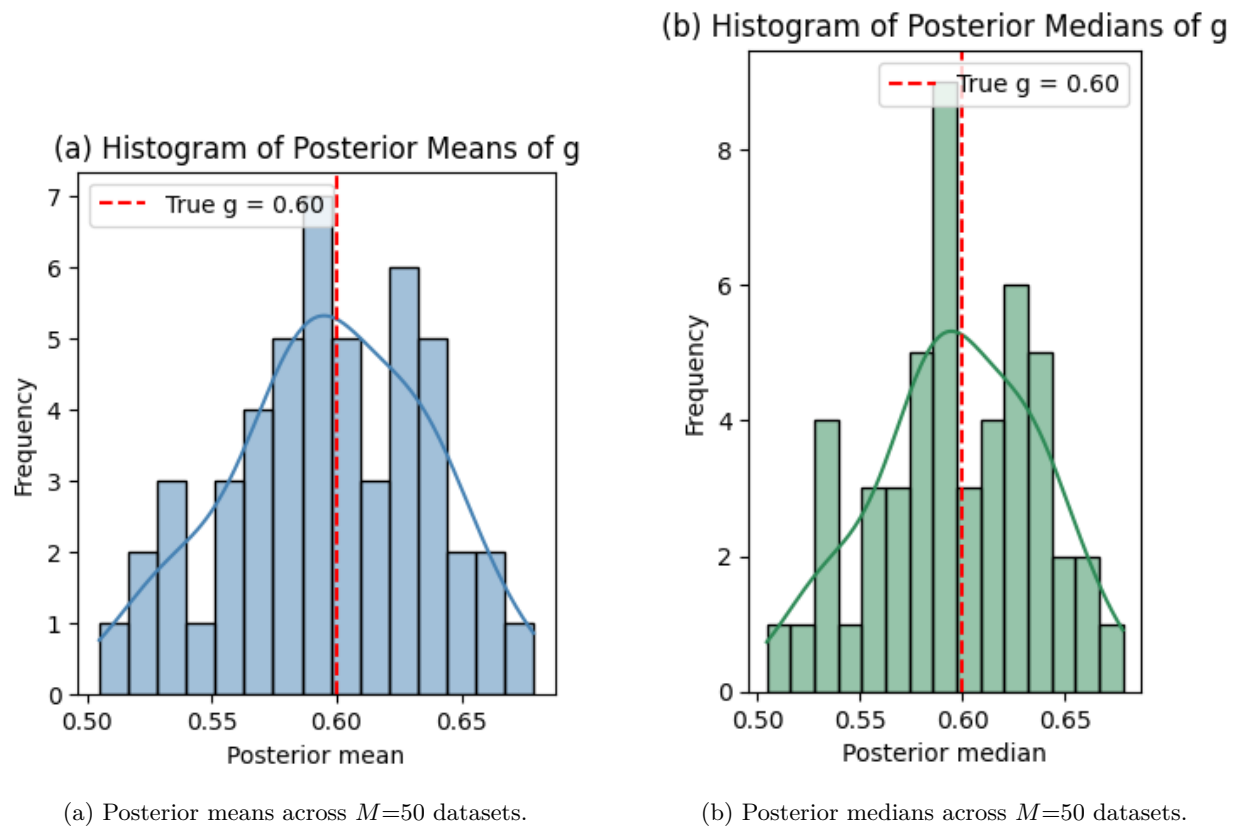 (a) Histogram of Posterior Means of g
True g = 0.60
7
6
5
4
3
2
1
0
Frequency
0.50 0.55 0.60 0.65
Posterior mean
(a) Posterior means across M=50 datasets.
(b) Histogram of Posterior Medians of g
True g = 0.60
8
6
4
2
0
Frequency
0.50 0.55 0.60 0.65
Posterior median
(b) Posterior medians across M=50 datasets.